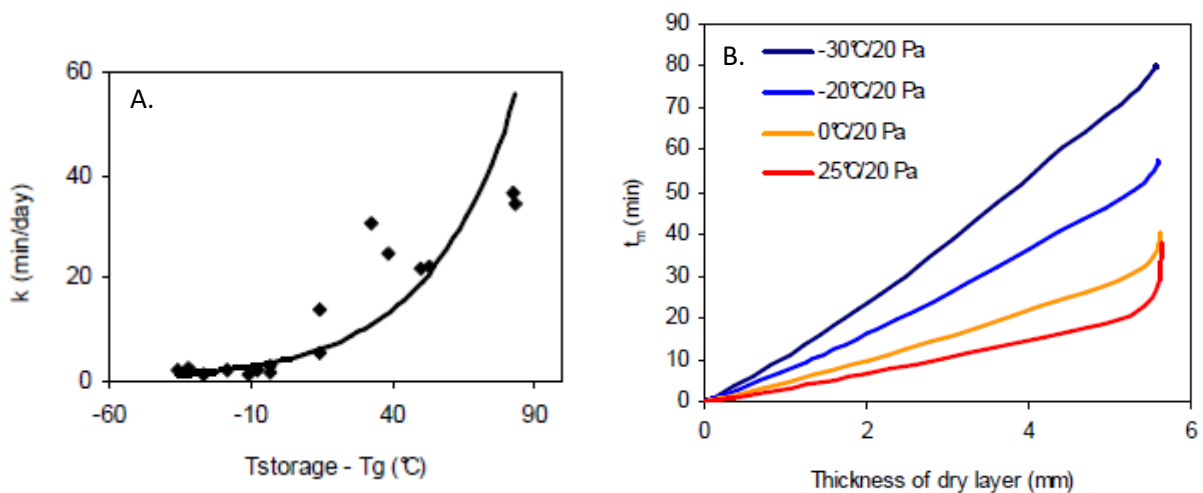 A.
60
40
20
0
-60
-10
40
90
k (min/day)
Tstorage - Tg (°C)
B.
-30°C/20 Pa
-20°C/20 Pa
0°C/20 Pa
25°C/20 Pa
90
80
70
60
50
40
30
20
10
0
0
2
4
6
tm (min)
Thickness of dry layer (mm)